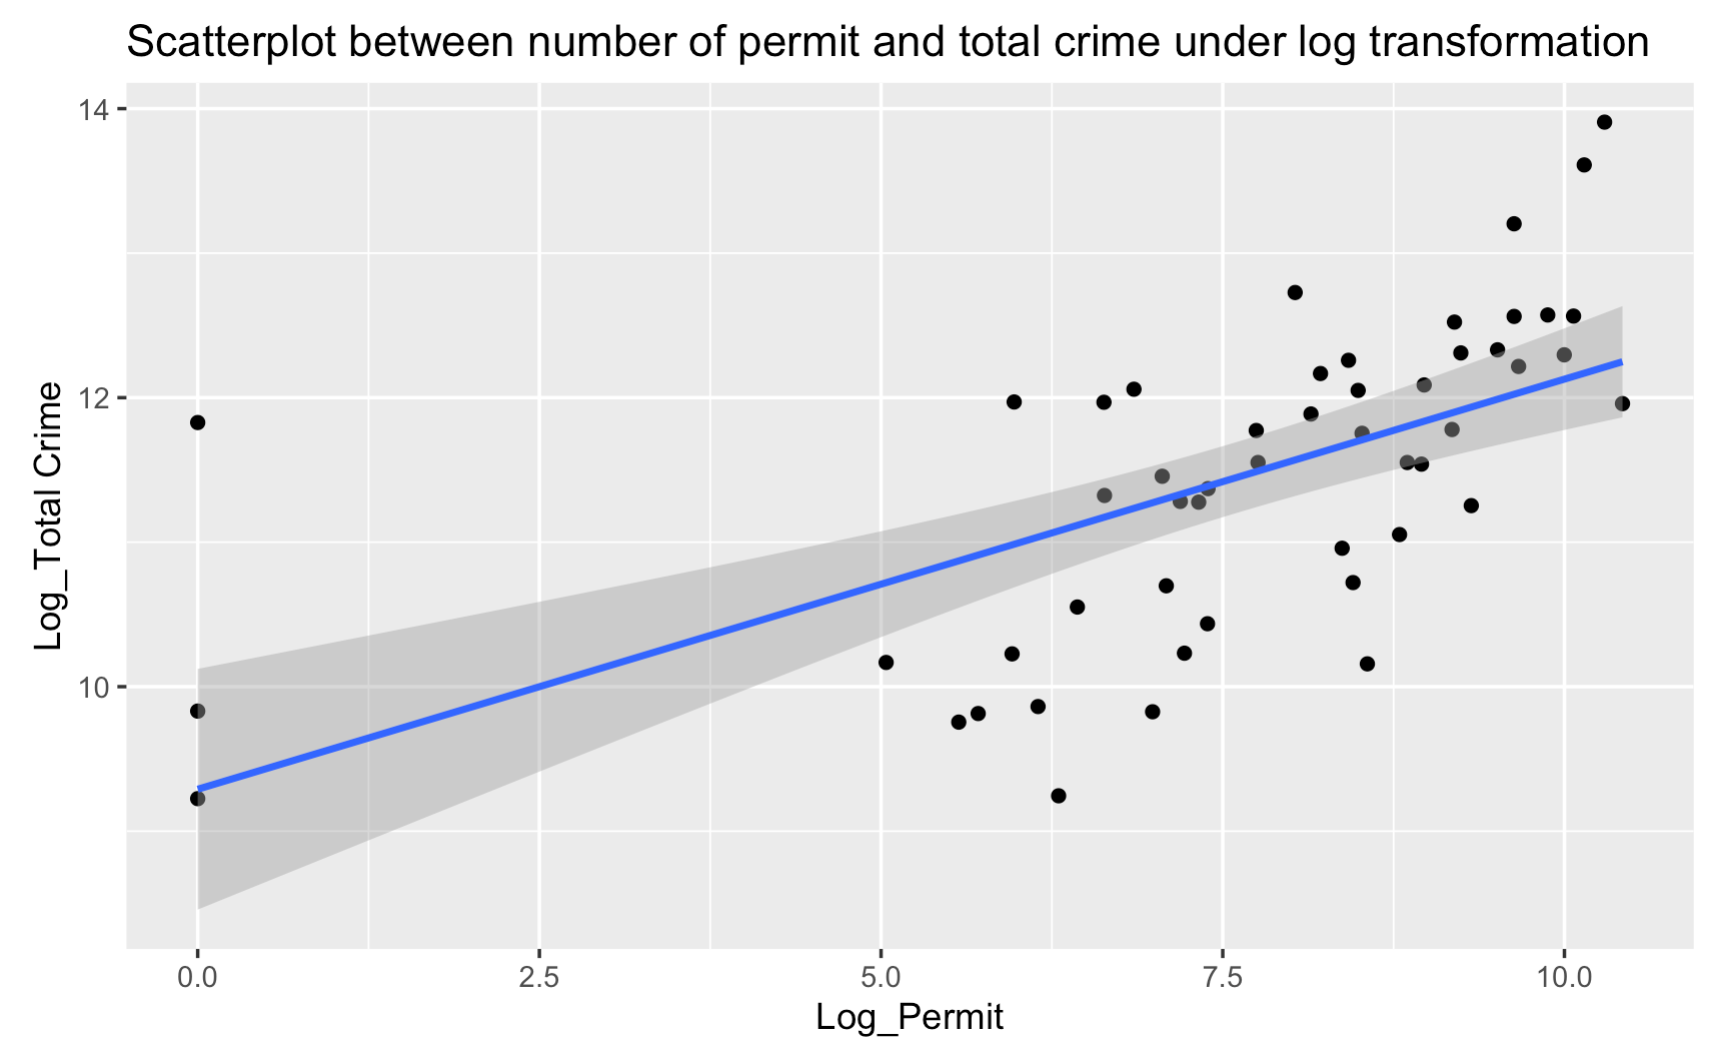 Scatterplot between number of permit and total crime under log transformation
14
12
10
Log_Total Crime
0.0 2.5 5.0 7.5 10.0
Log_Permit